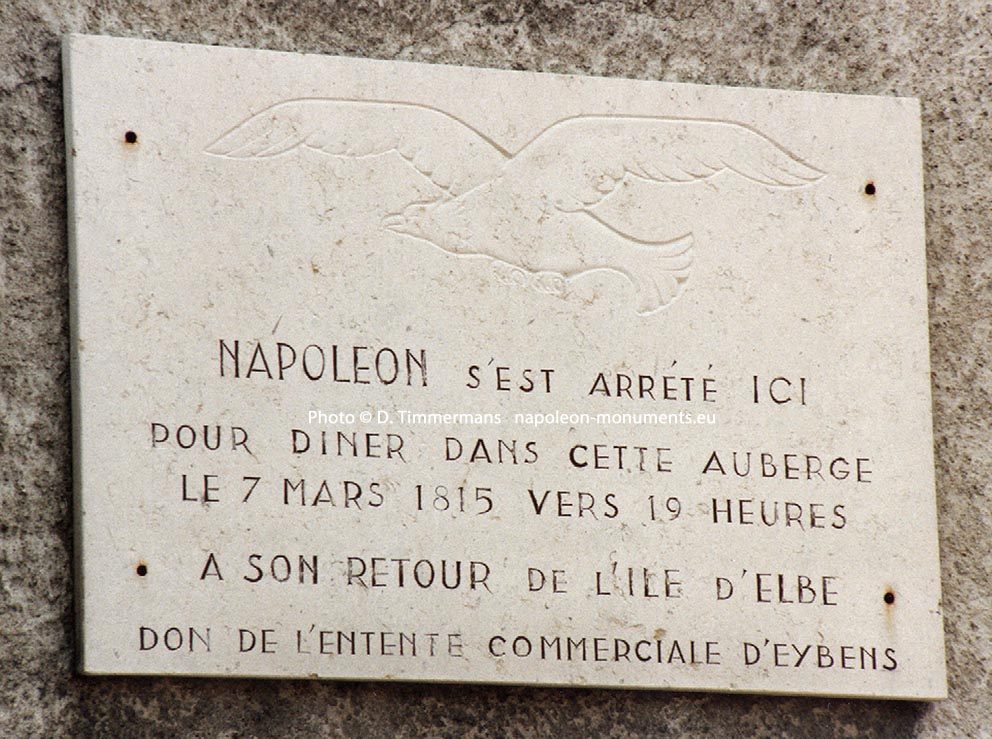 NAPOLEON S'EST ARRÉTÉ ICI
Photo © D. Timmermans napoleon-monuments.eu
POUR DINER DANS CETTE AUBERGE
LE 7 MARS 1815 VERS 19 HEURES
A SON RETOUR DE L'ILE D'ELBE
DON DE L'ENTENTE COMMERCIALE D'EYBENS